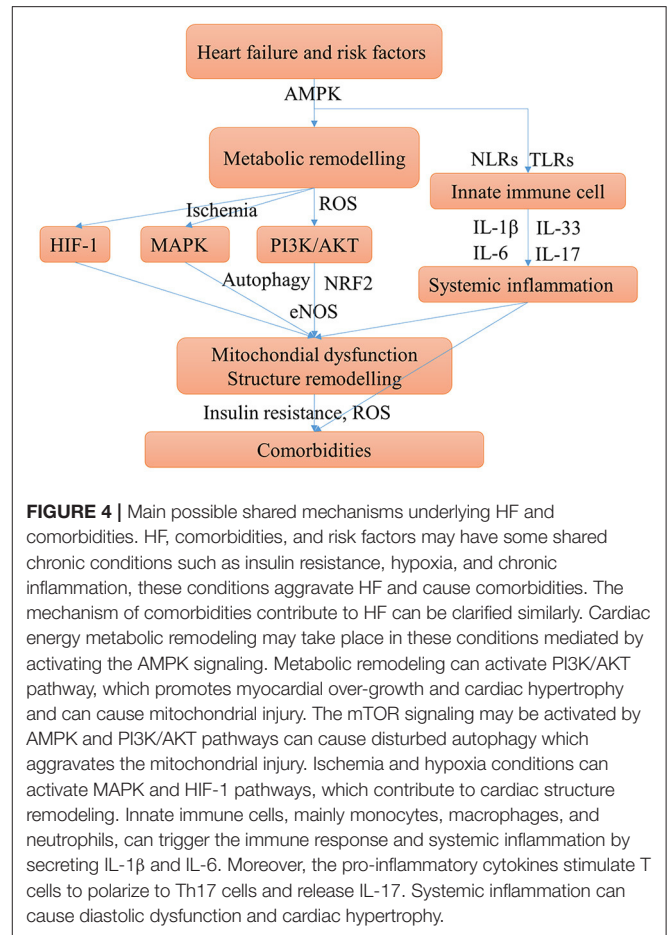 Heart failure and risk factors
AMPK
Metabolic remodelling
NLRs TLRs
Innate immune cell
Ischemia
ROS
HIF-1
MAPK
PI3K/AKT
IL-1β IL-33
IL-6 IL-17
Autophagy NRF2
eNOS
Systemic inflammation
Mitochondial dysfunction
Structure remodelling
Insulin resistance, ROS
Comorbidities
FIGURE 4 | Main possible shared mechanisms underlying HF and
comorbidities. HF, comorbidities, and risk factors may have some shared
chronic conditions such as insulin resistance, hypoxia, and chronic
inflammation, these conditions aggravate HF and cause comorbidities. The
mechanism of comorbidities contribute to HF can be clarified similarly. Cardiac
energy metabolic remodeling may take place in these conditions mediated by
activating the AMPK signaling. Metabolic remodeling can activate PI3K/AKT
pathway, which promotes myocardial over-growth and cardiac hypertrophy
and can cause mitochondrial injury. The mTOR signaling may be activated by
AMPK and PI3K/AKT pathways can cause disturbed autophagy which
aggravates the mitochondrial injury. Ischemia and hypoxia conditions can
activate MAPK and HIF-1 pathways, which contribute to cardiac structure
remodeling. Innate immune cells, mainly monocytes, macrophages, and
neutrophils, can trigger the immune response and systemic inflammation by
secreting IL-1β and IL-6. Moreover, the pro-inflammatory cytokines stimulate T
cells to polarize to Th17 cells and release IL-17. Systemic inflammation can
cause diastolic dysfunction and cardiac hypertrophy.